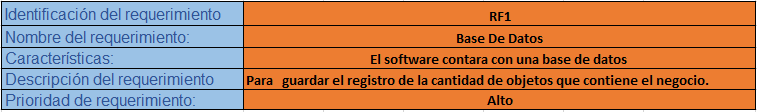 Identificación del requerimiento RF1
Nombre del requerimiento: Base De Datos
Características: El software contara con una base de datos
Descripción del requerimiento Para guardar el registro de la cantidad de objetos que contiene el negocio.
Prioridad de requerimiento: Alto